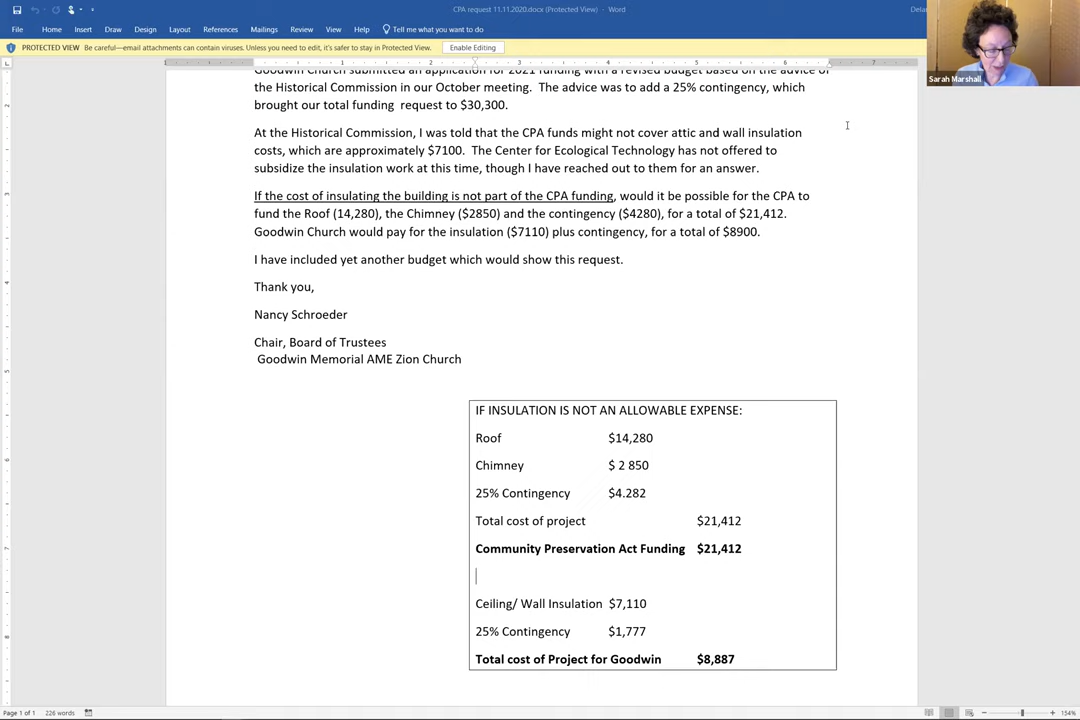 CPA request 11.11.2020.docx (Protected View) - Word
File Home Insert Draw Design Layout References Mailings Review View Help Tell me what you want to do
PROTECTED VIEW Be careful—email attachments can contain viruses. Unless you need to edit, it's safer to stay in Protected View. Enable Editing
Sarah Marshall
Goodwin Church submitted an application for 2021 funding with a revised budget based on the advice of
the Historical Commission in our October meeting. The advice was to add a 25% contingency, which
brought our total funding request to $30,300.
At the Historical Commission, I was told that the CPA funds might not cover attic and wall insulation
costs, which are approximately $7100. The Center for Ecological Technology has not offered to
subsidize the insulation work at this time, though I have reached out to them for an answer.
If the cost of insulating the building is not part of the CPA funding, would it be possible for the CPA to
fund the Roof (14,280), the Chimney ($2850) and the contingency ($4280), for a total of $21,412.
Goodwin Church would pay for the insulation ($7110) plus contingency, for a total of $8900.
I have included yet another budget which would show this request.
Thank you,
Nancy Schroeder
Chair, Board of Trustees
Goodwin Memorial AME Zion Church
IF INSULATION IS NOT AN ALLOWABLE EXPENSE:
Roof $14,280
Chimney $ 2 850
25% Contingency $4.282
Total cost of project $21,412
Community Preservation Act Funding $21,412
Ceiling/ Wall Insulation $7,110
25% Contingency $1,777
Total cost of Project for Goodwin $8,887
Page 1 of 1 226 words 154%